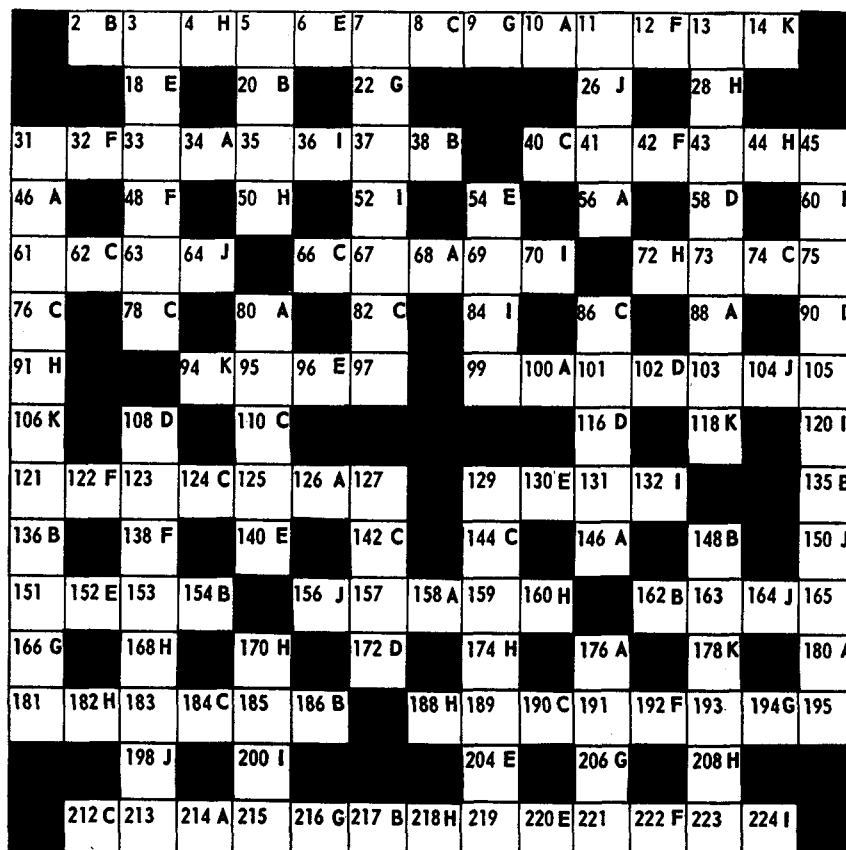 2 B 3 4 H 5 6 E 7 8 C 9 G 10 A 11 12 F 13 14 K
18 E 20 B 22 G 26 J 28 H
31 32 F 33 34 A 35 36 I 37 38 B 40 C 41 42 F 43 44 H 45
46 A 48 F 50 H 52 I 54 E 56 A 58 D 60
61 62 C 63 64 J 66 C 67 68 A 69 70 I 72 H 73 74 C 75
76 C 78 C 80 A 82 C 84 I 86 C 88 A 90
91 H 94 K 95 96 E 97 99 100 A 101 102 D 103 104 J 105
106 K 108 D 110 C 116 D 118 K 120
121 122 F 123 124 C 125 126 A 127 129 130 E 131 132 I 135
136 B 138 F 140 E 142 C 144 C 146 A 148 B 150 J
151 152 E 153 154 B 156 J 157 158 A 159 160 H 162 B 163 164 J 165
166 G 168 H 170 H 172 D 174 H 176 A 178 K 180 A
181 182 H 183 184 C 185 186 B 188 H 189 190 C 191 192 F 193 194 G 195
198 J 200 I 204 E 206 G 208 H
212 C 213 214 A 215 216 G 217 B 218 H 219 220 E 221 222 F 223 224 I